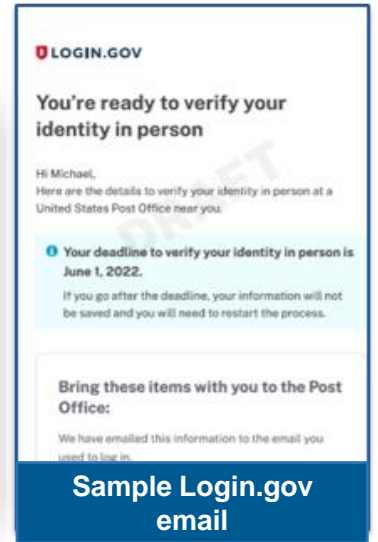 LOGIN.GOV
You're ready to verify your
identity in person
Hi Michael,
Here are the details to verify your identity in person at a
United States Post Office near you.
DRAFT
Your deadline to verify your identity in person is
June 1, 2022.
If you go after the deadline, your information will not
be saved and you will need to restart the process.
Bring these items with you to the Post
Office:
We have emailed this information to the email you
used to log in.
Sample Login.gov
email